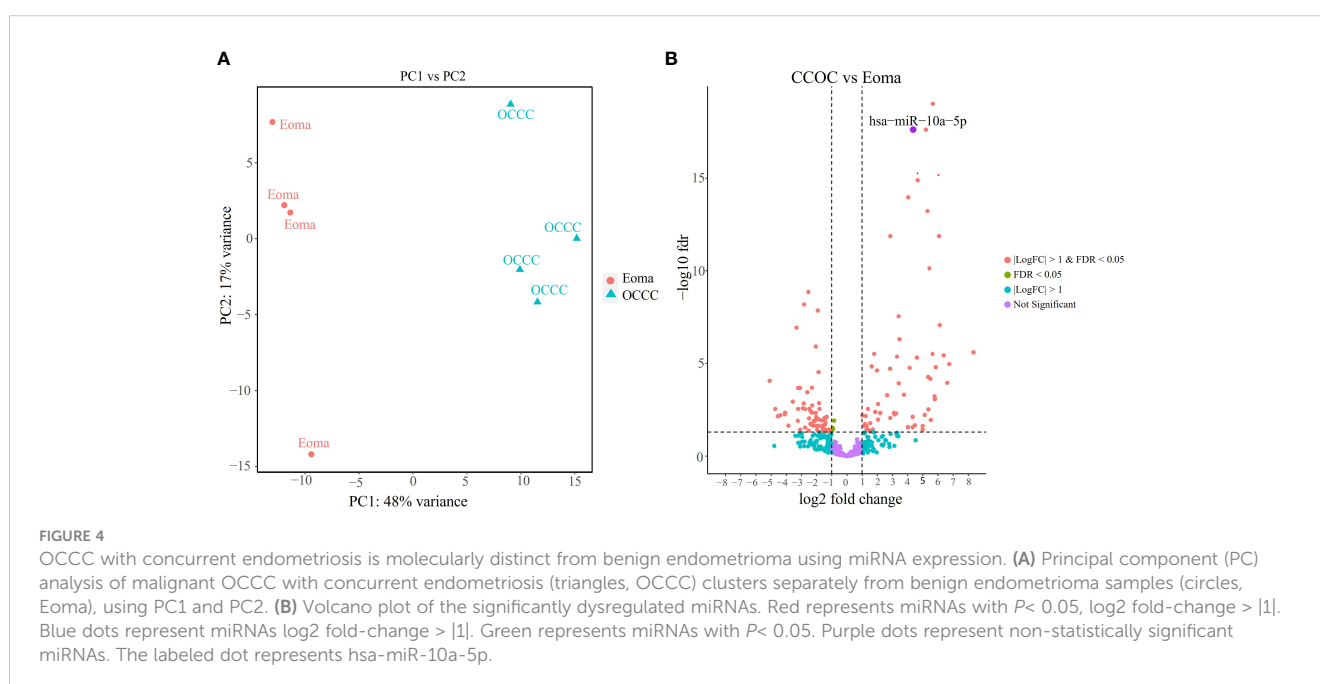 A
PC1 vs PC2
OCCC
Eoma
5
Eoma
Eoma
OCCC
0
OCCC
OCCC
−5
−10
Eoma
−15
−10
−5
0
5
10
15
PC1: 48% variance
PC2: 17% variance
Eoma
OCCC
B
CCOC vs Eoma
hsa−miR−10a−5p
15
10
5
0
−log10 fdr
−8 −7 −6 −5 −4 −3 −2 −1 0 1 2 3 4 5 6 7 8
log2 fold change
|LogFC| > 1 & FDR < 0.05
FDR < 0.05
|LogFC| > 1
Not Significant
FIGURE 4
OCCC with concurrent endometriosis is molecularly distinct from benign endometrioma using miRNA expression. (A) Principal component (PC)
analysis of malignant OCCC with concurrent endometriosis (triangles, OCCC) clusters separately from benign endometrioma samples (circles,
Eoma), using PC1 and PC2. (B) Volcano plot of the significantly dysregulated miRNAs. Red represents miRNAs with P< 0.05, log2 fold-change > |1|.
Blue dots represent miRNAs log2 fold-change > |1|. Green represents miRNAs with P< 0.05. Purple dots represent non-statistically significant
miRNAs. The labeled dot represents hsa-miR-10a-5p.